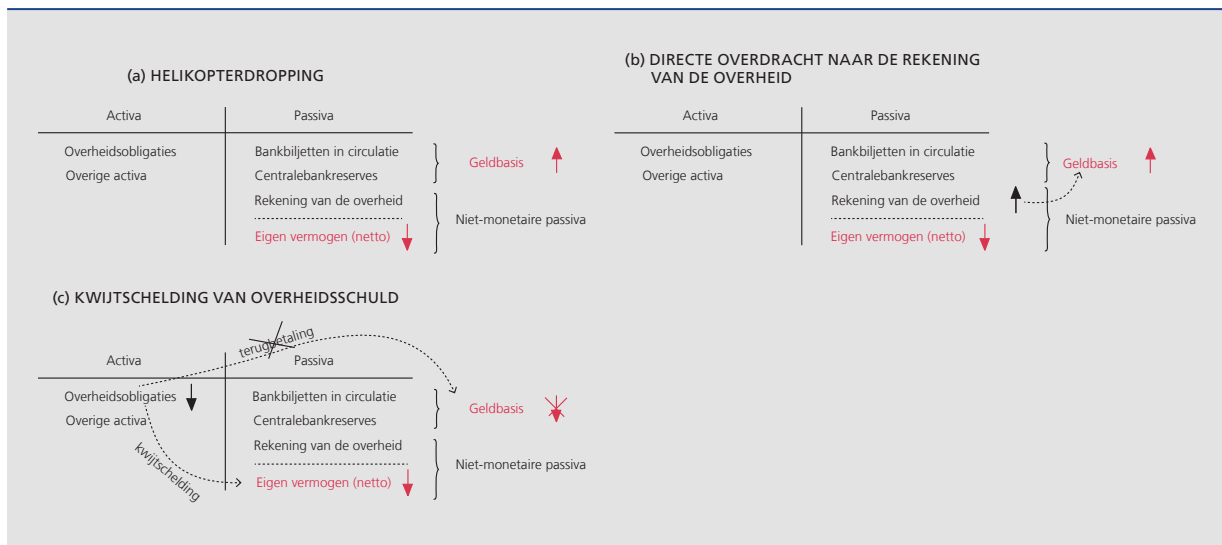 (a) HELIKOPTERDROPPING
Activa Passiva
Overheidsobligaties Bankbiljetten in circulatie
Geldbasis
Overige activa Centralebankreserves
Rekening van de overheid
Niet-monetaire passiva
Eigen vermogen (netto)
(b) DIRECTE OVERDRACHT NAAR DE REKENING
VAN DE OVERHEID
Activa Passiva
Overheidsobligaties Bankbiljetten in circulatie
Geldbasis
Overige activa Centralebankreserves
Rekening van de overheid
Niet-monetaire passiva
Eigen vermogen (netto)
(c) KWIJTSCHELDING VAN OVERHEIDSSCHULD
terugbetaling
Activa Passiva
Overheidsobligaties Bankbiljetten in circulatie
Geldbasis
Overige activa Centralebankreserves
Rekening van de overheid
kwijtschelding
Niet-monetaire passiva
Eigen vermogen (netto)